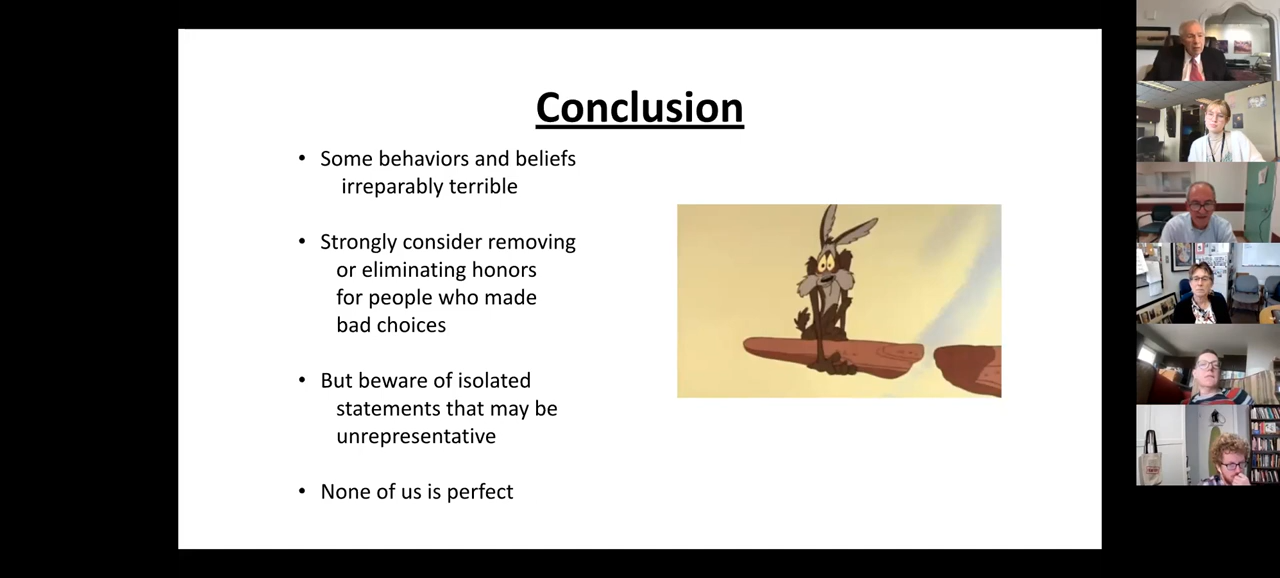 Conclusion
• Some behaviors and beliefs
irreparably terrible
• Strongly consider removing
or eliminating honors
for people who made
bad choices
• But beware of isolated
statements that may be
unrepresentative
• None of us is perfect